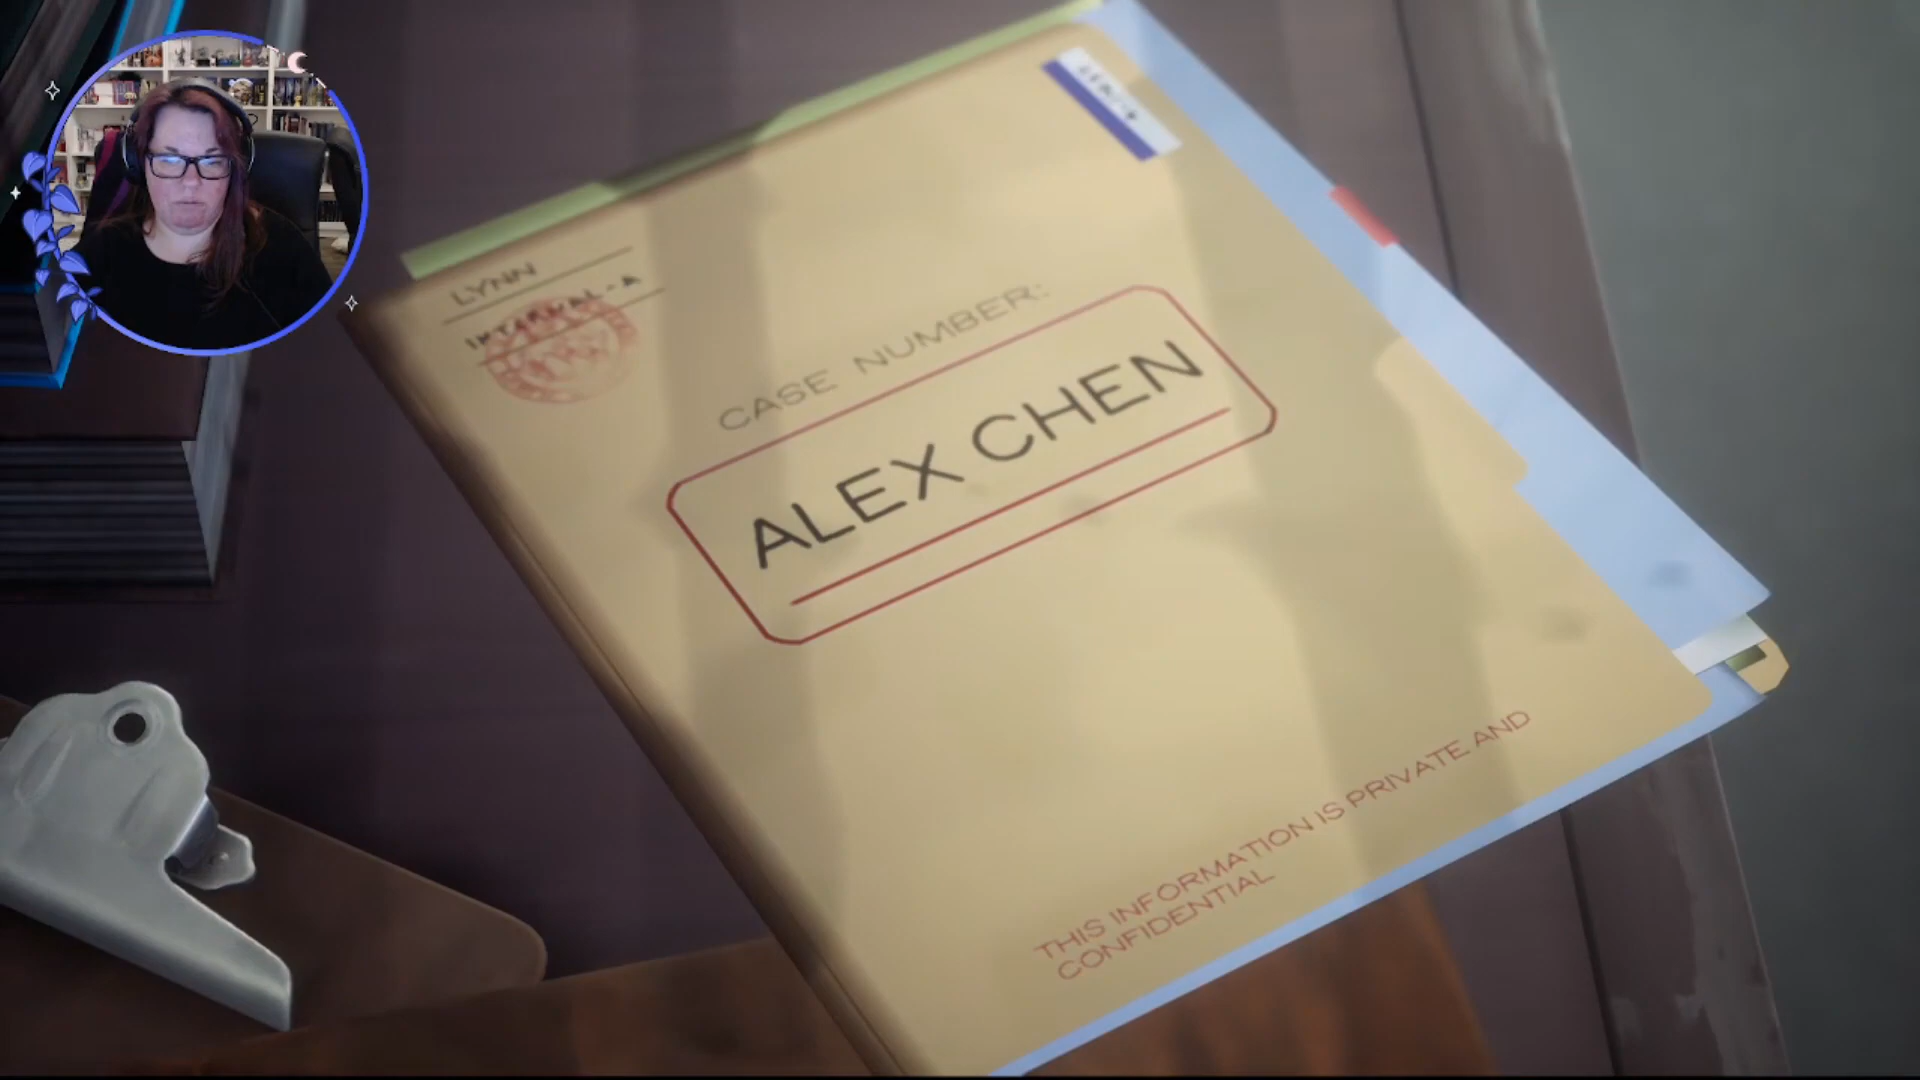 LYNN
CASE NUMBER:
ALEX CHEN
THIS INFORMATION IS PRIVATE AND
CONFIDENTIAL